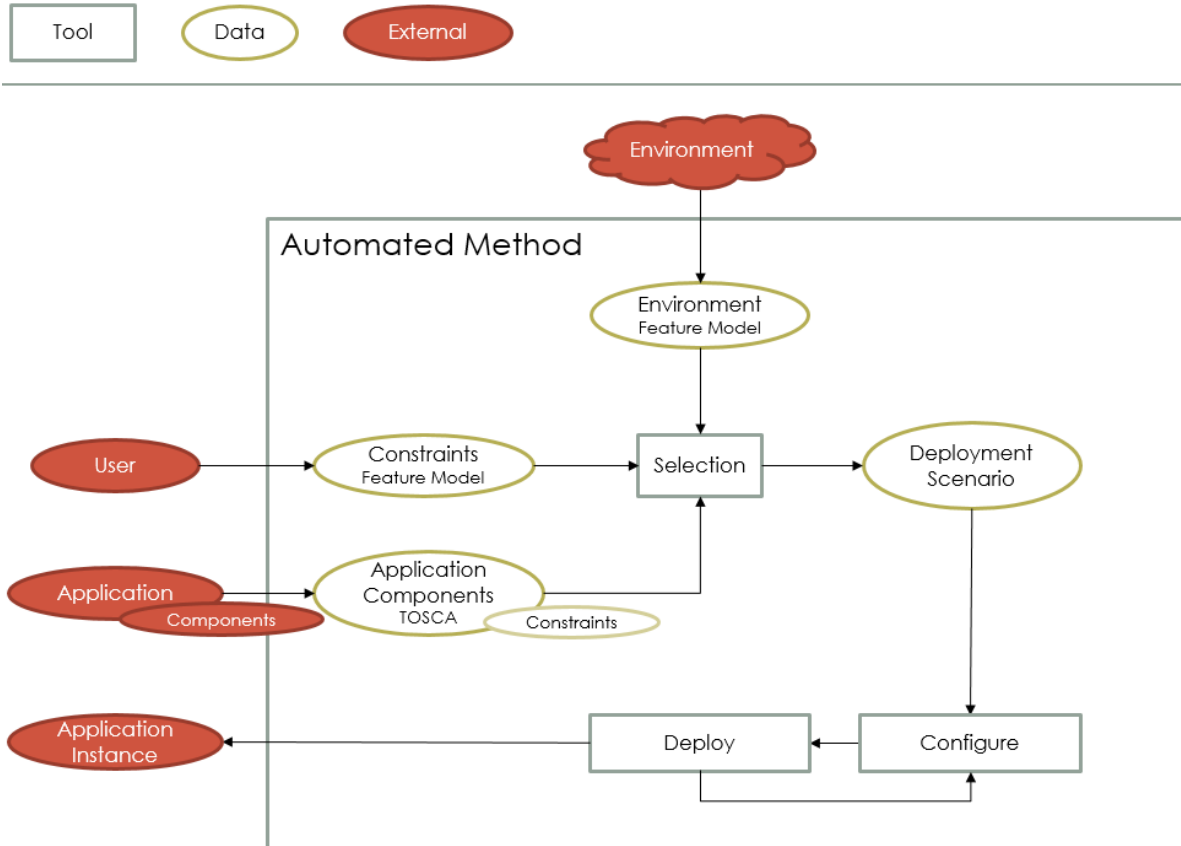 Tool
Data
External
Environment
Automated Method
Environment
Feature Model
User
Constraints
Feature Model
Selection
Deployment
Scenario
Application
Components
Application
Components
TOSCA
Constraints
Application
Instance
Deploy
Configure